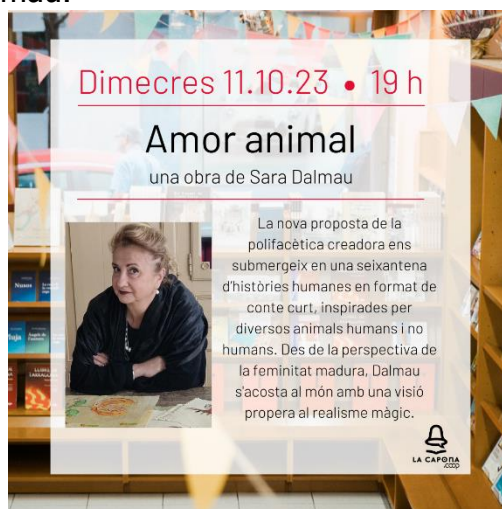 mau.
Dimecres 11.10.23 • 19 h
Amor animal
una obra de Sara Dalmau
La nova proposta de la
polifacètica creadora ens
submergeix en una seixantena
d'històries humanes en format de
conte curt, inspirades per
diversos animals humans i no
humans. Des de la perspectiva de
la feminitat madura, Dalmau
s'acosta al món amb una visió
propera al realisme màgic.
LA CAPONA
.coop